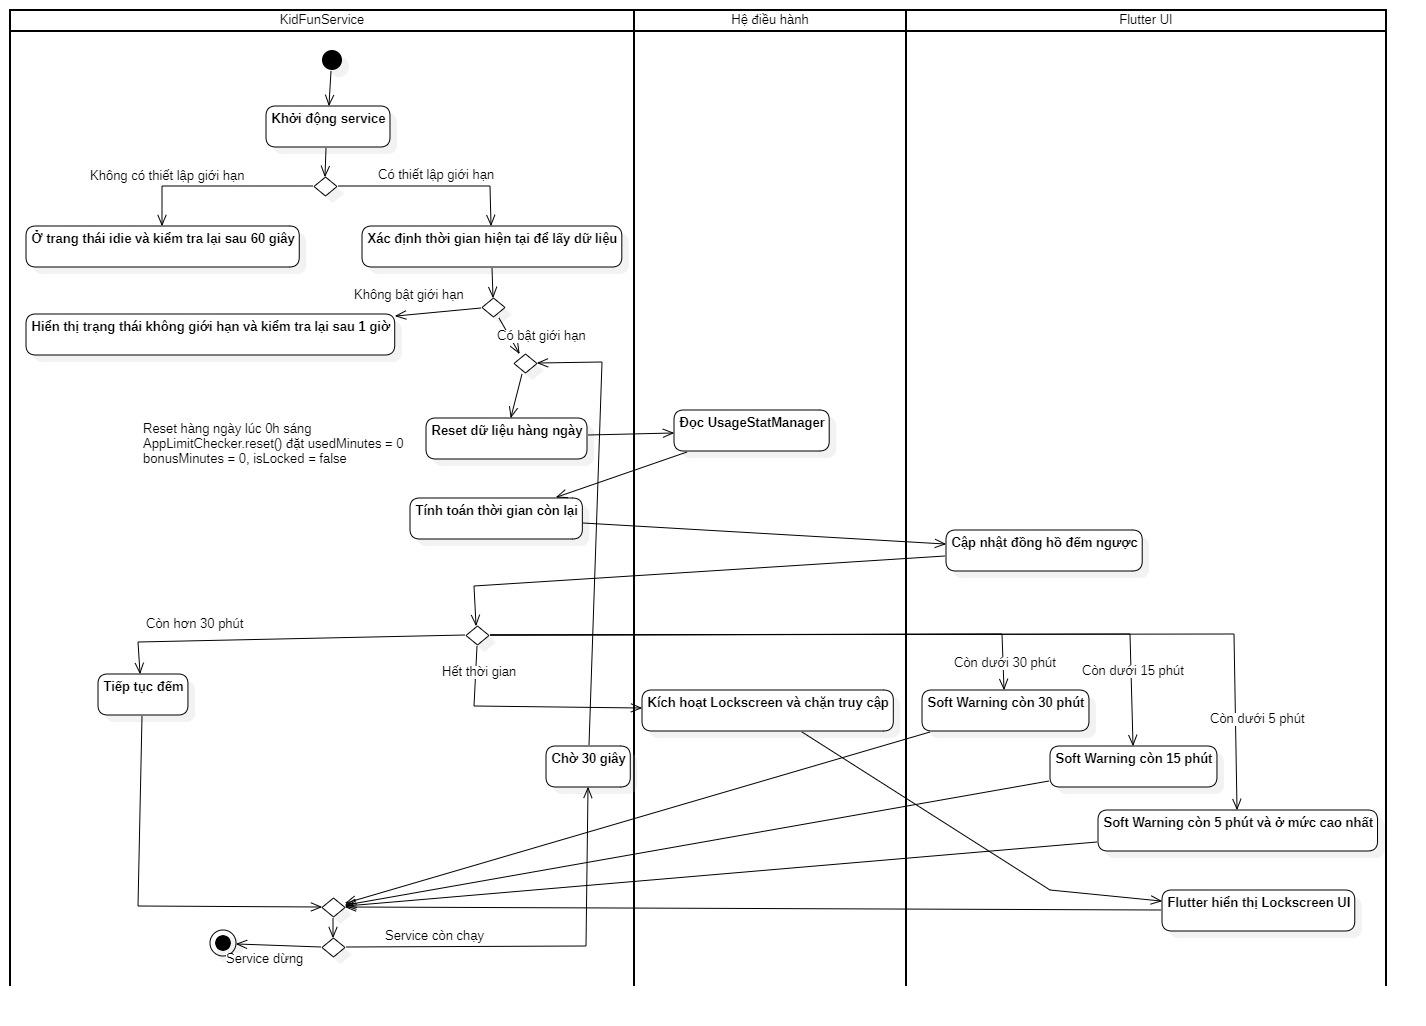 KidFunService
Hệ điều hành
Flutter UI
Khởi động service
Không có thiết lập giới hạn
Có thiết lập giới hạn
Ở trang thái idie và kiểm tra lại sau 60 giây
Xác định thời gian hiện tại để lấy dữ liệu
Không bật giới hạn
Hiển thị trạng thái không giới hạn và kiểm tra lại sau 1 giờ
Có bật giới hạn
Reset hàng ngày lúc 0h sáng
AppLimitChecker.reset() đặt usedMinutes = 0
bonusMinutes = 0, isLocked = false
Reset dữ liệu hàng ngày
Đọc UsageStatManager
Tính toán thời gian còn lại
Cập nhật đồng hồ đếm ngược
Còn hơn 30 phút
Hết thời gian
Còn dưới 30 phút
Còn dưới 15 phút
Còn dưới 5 phút
Tiếp tục đếm
Kích hoạt Lockscreen và chặn truy cập
Soft Warning còn 30 phút
Chờ 30 giây
Soft Warning còn 15 phút
Soft Warning còn 5 phút và ở mức cao nhất
Flutter hiển thị Lockscreen UI
Service còn chạy
Service dừng